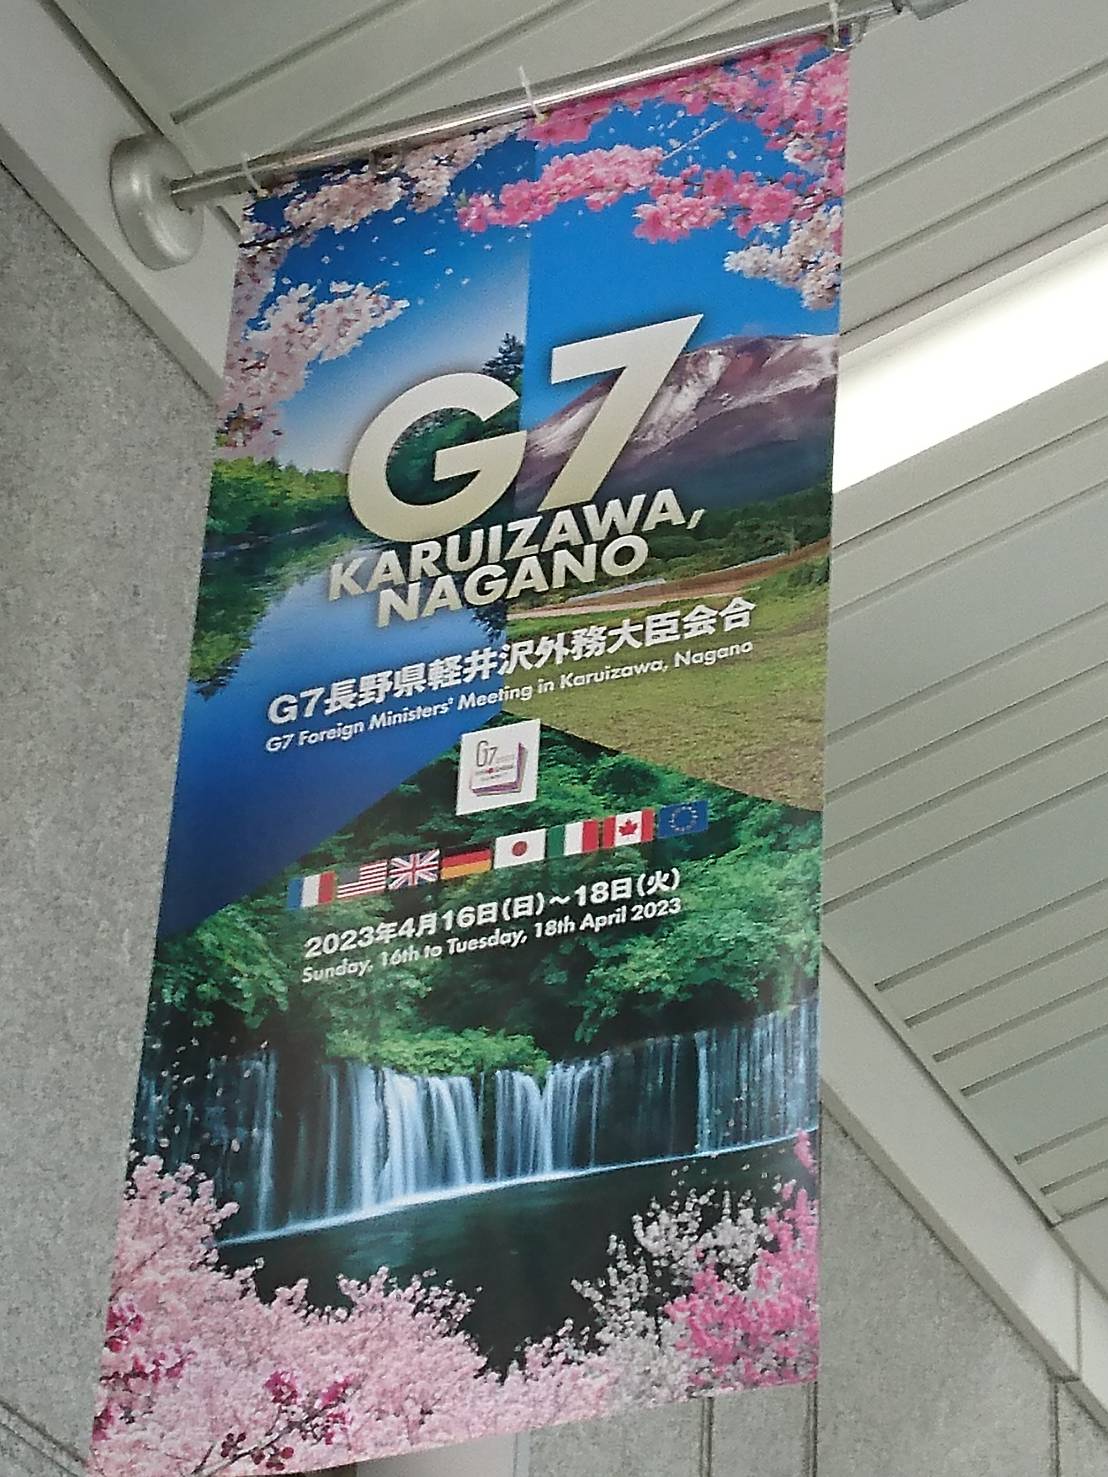 G7
KARUIZAWA,
NAGANO
G7長野県軽井沢外務大臣会合
G7 Foreign Ministers' Meeting in Karuizawa, Nagano
G7
2023年4月16日(日)～18日(火)
Sunday, 16th to Tuesday, 18th April 2023